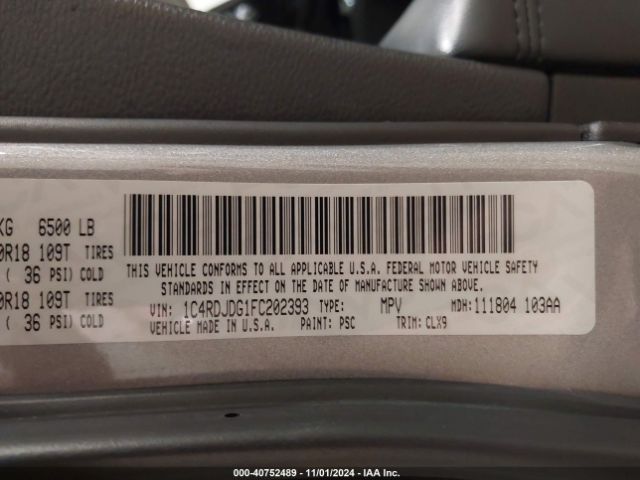 KG 6500 LB
0R18 109T TIRES
( 36 PSI) COLD
0R18 109T TIRES
( 36 PSI) COLD
THIS VEHICLE CONFORMS TO ALL APPLICABLE U.S.A. FEDERAL MOTOR VEHICLE SAFETY
STANDARDS IN EFFECT ON THE DATE OF MANUFACTURE SHOWN ABOVE.
VIN: 1C4RDJDG1FC202393 TYPE: MPV MDH: 111804 103AA
VEHICLE MADE IN U.S.A. PAINT: PSC TRIM: CLX9
000-40752489 - 11/01/2024 - IAA Inc.